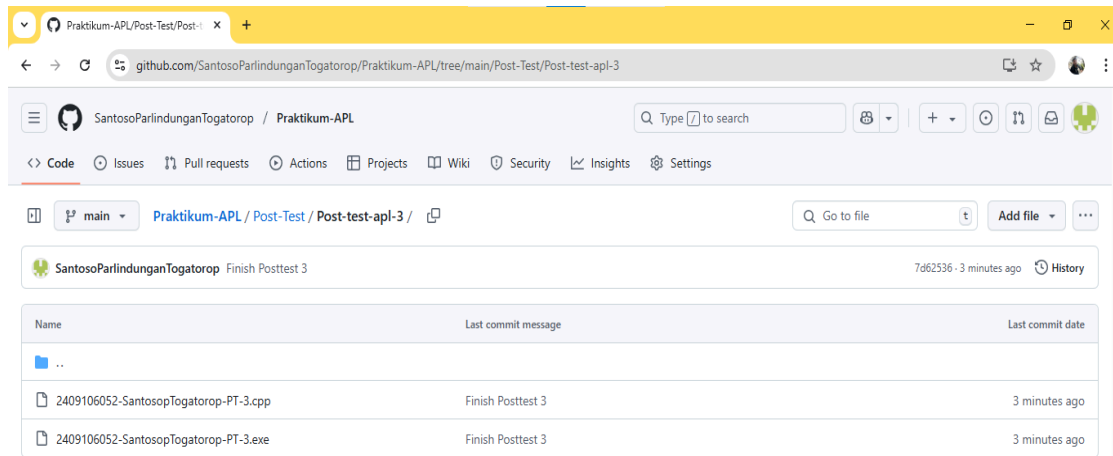 Praktikum-APL/Post-Test/Post-t
github.com/SantosoParlindunganTogatorop/Praktikum-APL/tree/main/Post-Test/Post-test-apl-3
SantosoParlindunganTogatorop / Praktikum-APL Type / to search
Code Issues Pull requests Actions Projects Wiki Security Insights Settings
main Praktikum-APL / Post-Test / Post-test-apl-3 / Go to file t Add file
SantosoParlindunganTogatorop Finish Posttest 3 7d62536 · 3 minutes ago History
Name Last commit message Last commit date
..
2409106052-SantosopTogatorop-PT-3.cpp Finish Posttest 3 3 minutes ago
2409106052-SantosopTogatorop-PT-3.exe Finish Posttest 3 3 minutes ago